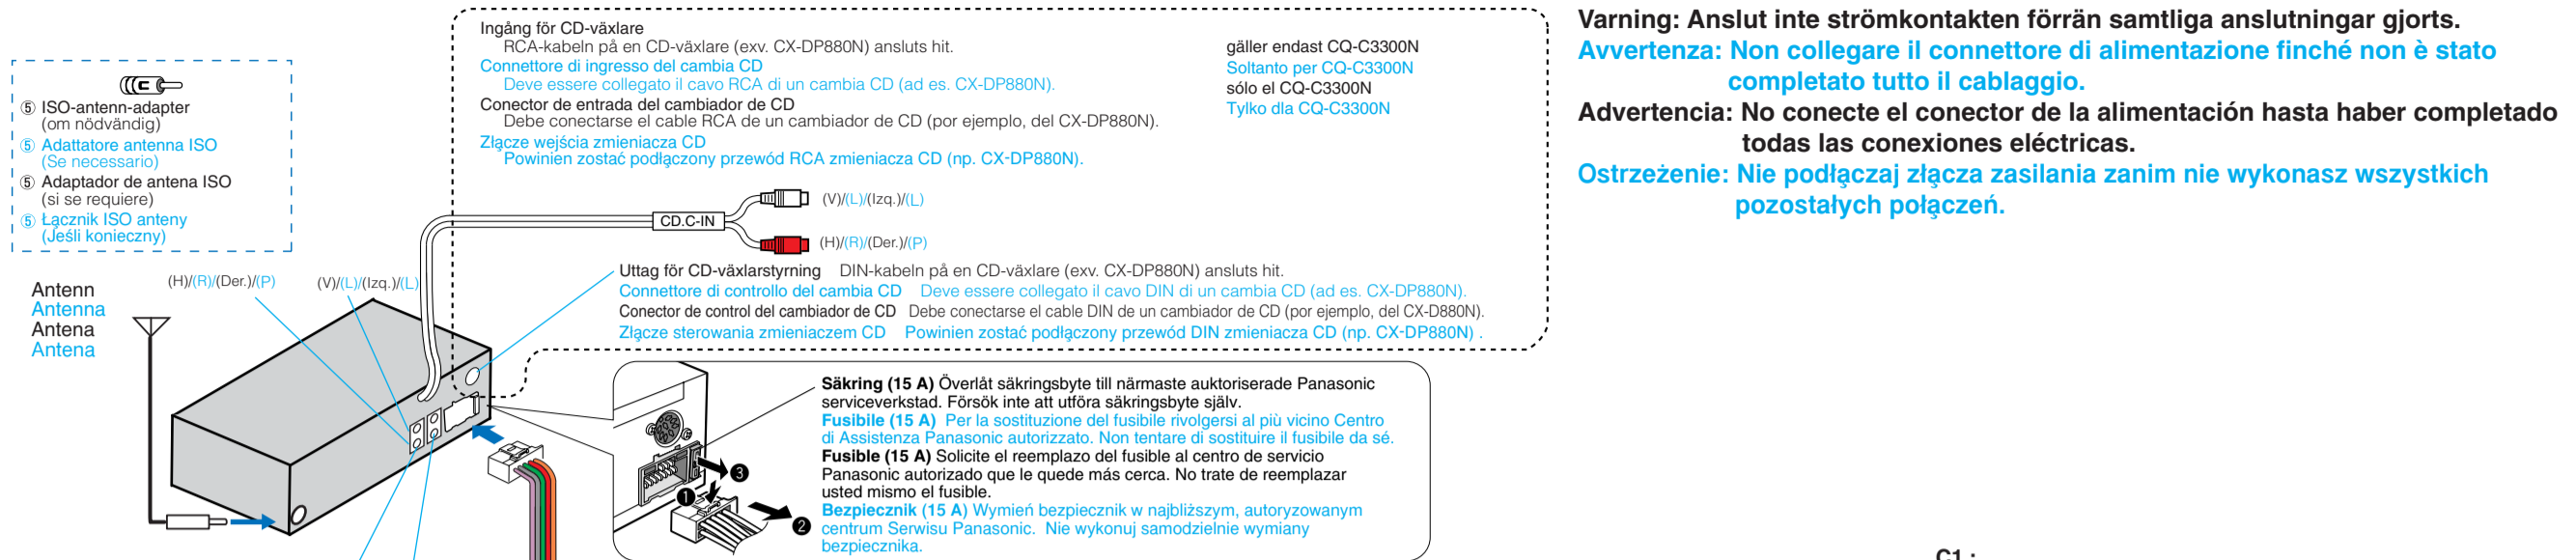 Ingång för CD-växlare
RCA-kabeln på en CD-växlare (exv. CX-DP880N) ansluts hit.
Connettore di ingresso del cambia CD
Deve essere collegato il cavo RCA di un cambia CD (ad es. CX-DP880N).
Conector de entrada del cambiador de CD
Debe conectarse el cable RCA de un cambiador de CD (por ejemplo, del CX-DP880N).
Złącze wejścia zmieniacza CD
Powinien zostać podłączony przewód RCA zmieniacza CD (np. CX-DP880N).
gäller endast CQ-C3300N
Soltanto per CQ-C3300N
sólo el CQ-C3300N
Tylko dla CQ-C3300N
Varning: Anslut inte strömkontakten förrän samtliga anslutningar gjorts.
Avvertenza: Non collegare il connettore di alimentazione finché non è stato
completato tutto il cablaggio.
Advertencia: No conecte el conector de la alimentación hasta haber completado
todas las conexiones eléctricas.
Ostrzeżenie: Nie podłączaj złącza zasilania zanim nie wykonasz wszystkich
pozostałych połączeń.
⑤ ISO-antenn-adapter
(om nödvändig)
⑤ Adattatore antenna ISO
(Se necessario)
⑤ Adaptador de antena ISO
(si se requiere)
⑤ Łącznik ISO anteny
(Jeśli konieczny)
CD.C-IN
(V)/(L)/(Izq.)/(L)
(H)/(R)/(Der.)/(P)
Antenn
Antenna
Antena
Antena
(H)/(R)/(Der.)/(P)
(V)/(L)/(Izq.)/(L)
Uttag för CD-växlarstyrning DIN-kabeln på en CD-växlare (exv. CX-DP880N) ansluts hit.
Connettore di controllo del cambia CD Deve essere collegato il cavo DIN di un cambia CD (ad es. CX-DP880N).
Conector de control del cambiador de CD Debe conectarse el cable DIN de un cambiador de CD (por ejemplo, del CX-D880N).
Złącze sterowania zmieniaczem CD Powinien zostać podłączony przewód DIN zmieniacza CD (np. CX-DP880N) .
Säkring (15 A) Överlåt säkringsbyte till närmaste auktoriserade Panasonic
serviceverkstad. Försök inte att utföra säkringsbyte själv.
Fusibile (15 A) Per la sostituzione del fusibile rivolgersi al più vicino Centro
di Assistenza Panasonic autorizzato. Non tentare di sostituire il fusibile da sé.
Fusible (15 A) Solicite el reemplazo del fusible al centro de servicio
Panasonic autorizado que le quede más cerca. No trate de reemplazar
usted mismo el fusible.
Bezpiecznik (15 A) Wymień bezpiecznik w najbliższym, autoryzowanym
centrum Serwisu Panasonic. Nie wykonuj samodzielnie wymiany
bezpiecznika.
❸
❶
❷
C1 :